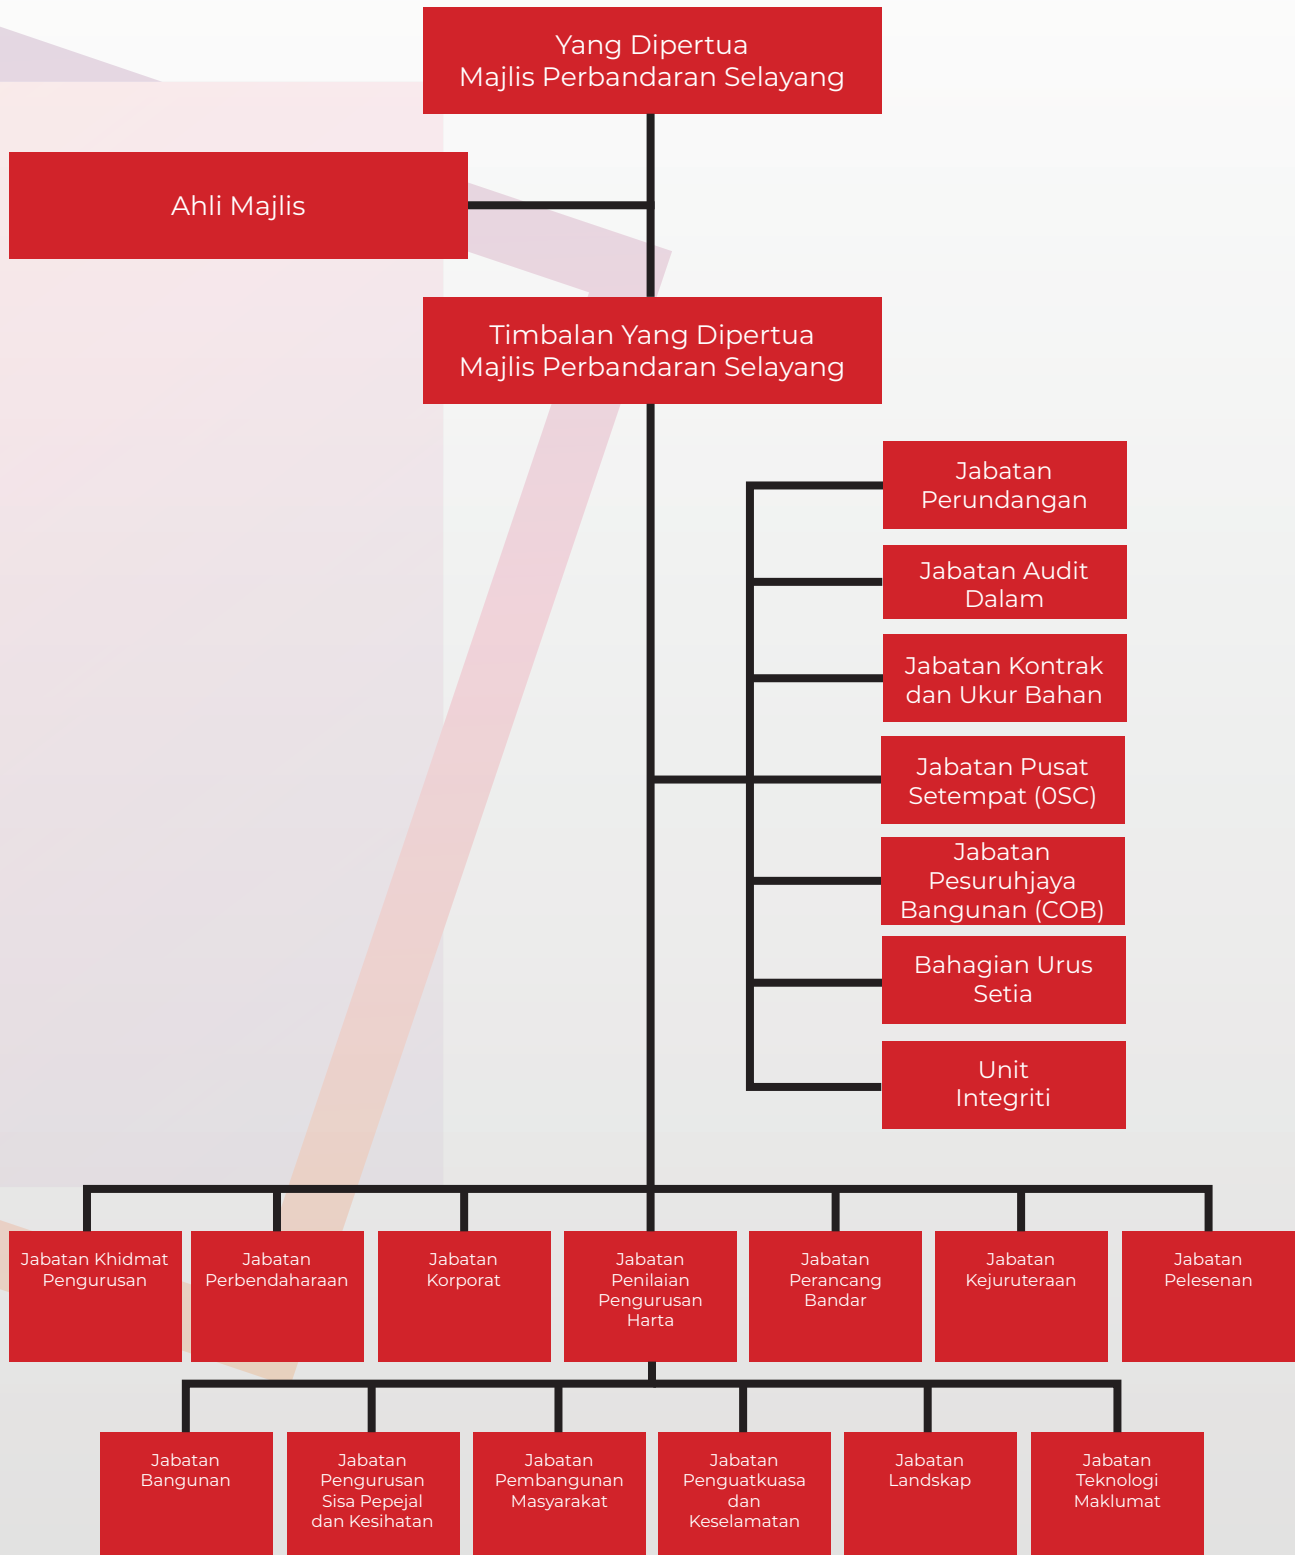 Yang Dipertua
Majlis Perbandaran Selayang
Ahli Majlis
Timbalan Yang Dipertua
Majlis Perbandaran Selayang
Jabatan
Perundangan
Jabatan Audit
Dalam
Jabatan Kontrak
dan Ukur Bahan
Jabatan Pusat
Setempat (0SC)
Jabatan
Pesuruhjaya
Bangunan (COB)
Bahagian Urus
Setia
Unit
Integriti
Jabatan Khidmat
Pengurusan
Jabatan
Perbendaharaan
Jabatan
Korporat
Jabatan
Penilaian
Pengurusan
Harta
Jabatan
Perancang
Bandar
Jabatan
Kejuruteraan
Jabatan
Pelesenan
Jabatan
Bangunan
Jabatan
Pengurusan
Sisa Pepejal
dan Kesihatan
Jabatan
Pembangunan
Masyarakat
Jabatan
Penguatkuasa
dan
Keselamatan
Jabatan
Landskap
Jabatan
Teknologi
Maklumat